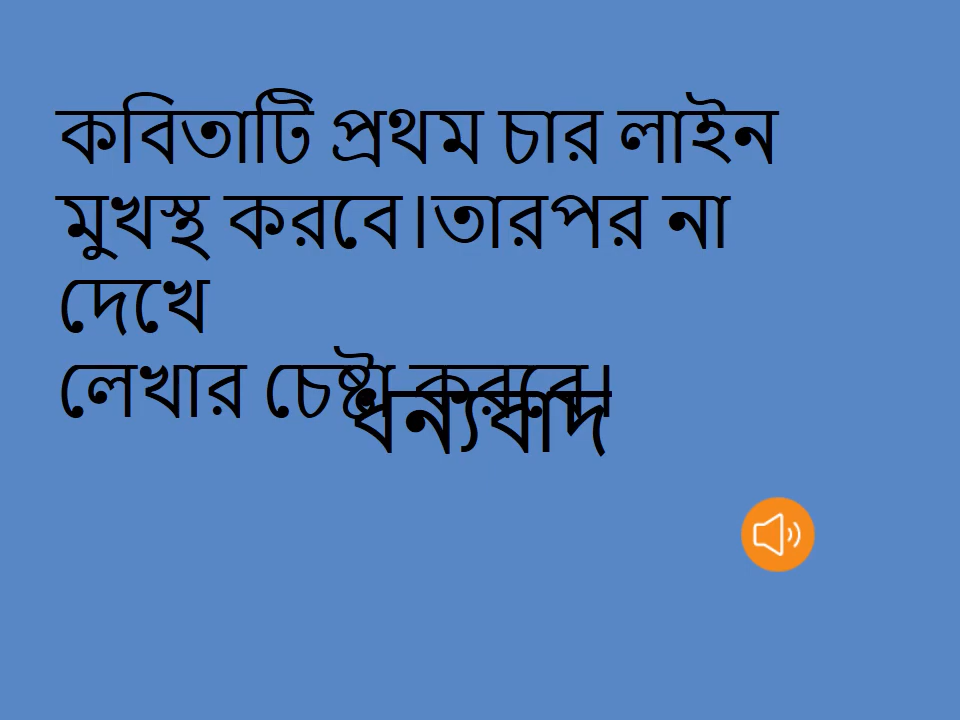 কবিতাটি প্রথম চার লাইন
মুখস্থ করবে।তারপর না
দেখে
লেখার চেষ্টা করবে।
ধন্যবাদ